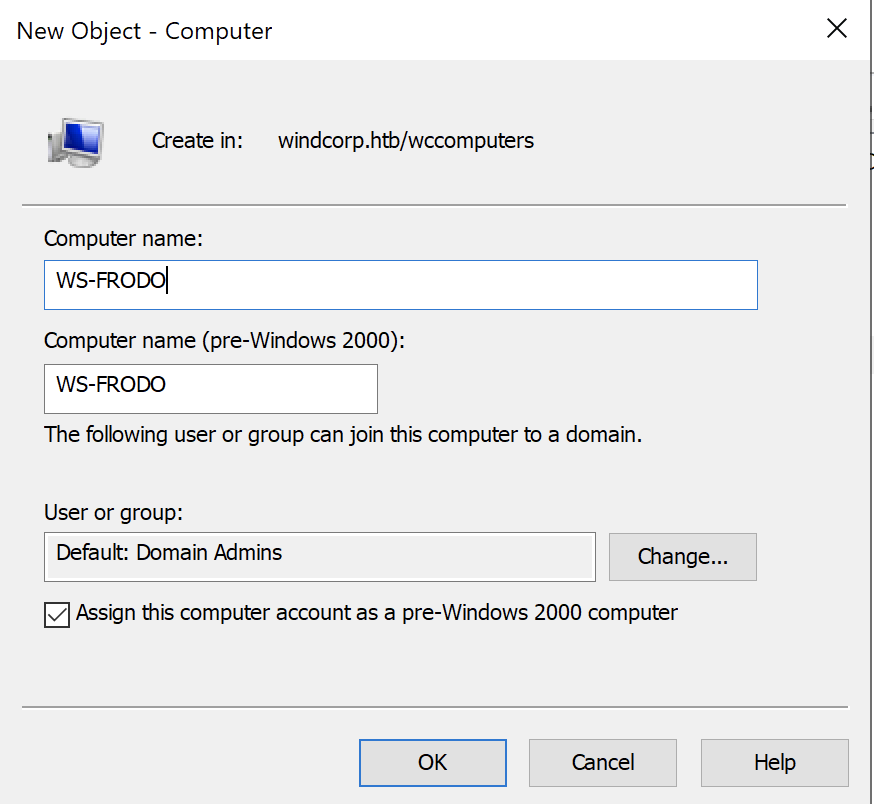 New Object - Computer
Create in: windcorp.htb/wccomputers
Computer name:
WS-FRODO
Computer name (pre-Windows 2000):
WS-FRODO
The following user or group can join this computer to a domain.
User or group:
Default: Domain Admins
Change...
Assign this computer account as a pre-Windows 2000 computer
OK Cancel Help